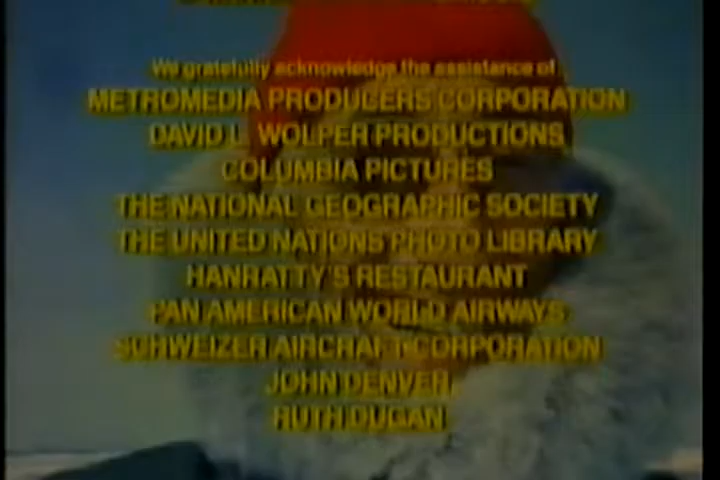 We gratefully acknowledge the assistance of
METROMEDIA PRODUCERS CORPORATION
DAVID L. WOLPER PRODUCTIONS
COLUMBIA PICTURES
THE NATIONAL GEOGRAPHIC SOCIETY
THE UNITED NATIONS PHOTO LIBRARY
HANRATTY'S RESTAURANT
PAN AMERICAN WORLD AIRWAYS
SCHWEIZER AIRCRAFT CORPORATION
JOHN DENVER
RUTH DUGAN